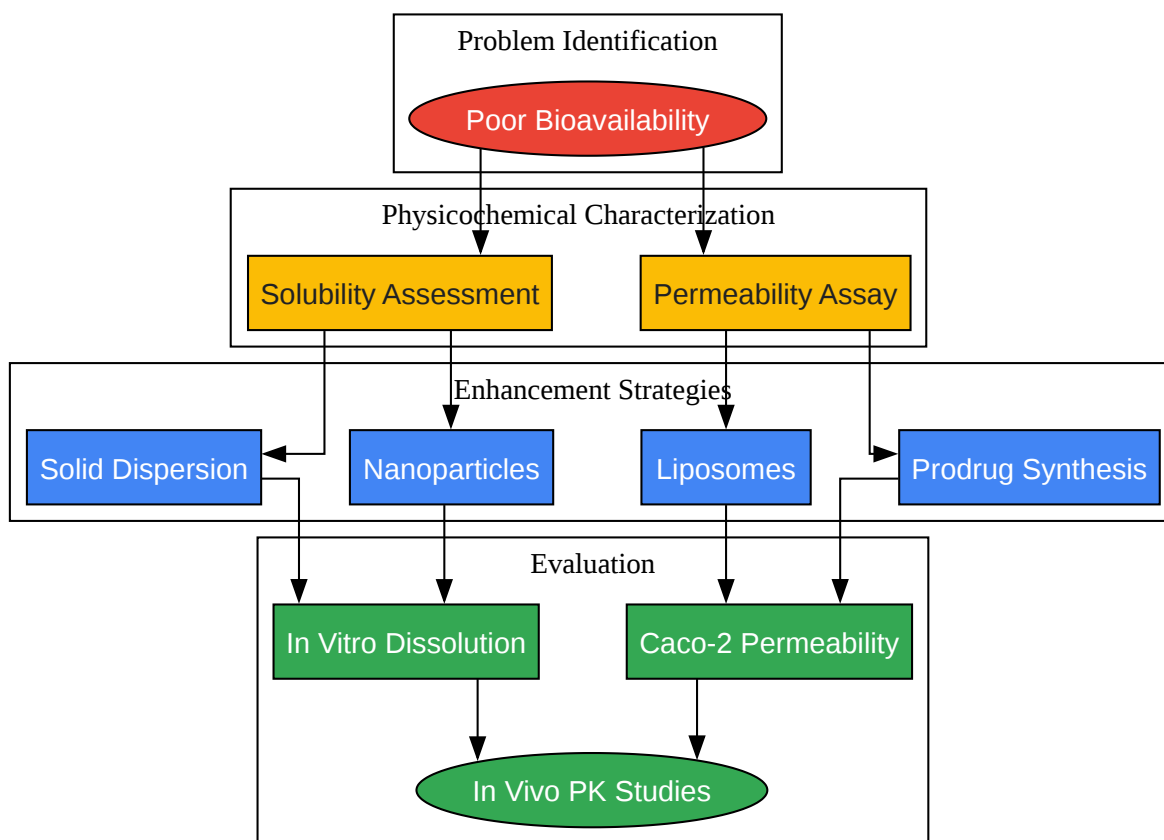 Problem Identification
Poor Bioavailability
Physicochemical Characterization
Solubility Assessment
Permeability Assay
Enhancement Strategies
Solid Dispersion
Nanoparticles
Liposomes
Prodrug Synthesis
Evaluation
In Vitro Dissolution
Caco-2 Permeability
In Vivo PK Studies